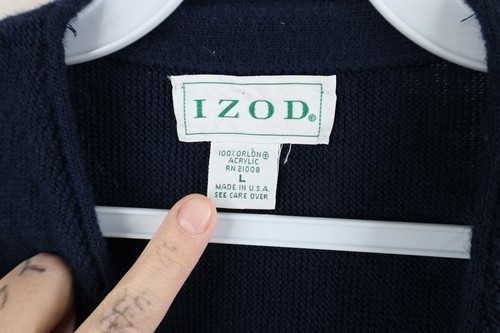 IZOD®
100% ORLON®
ACRYLIC
RN 21008
L
MADE IN U.S.A.
SEE CARE OVER